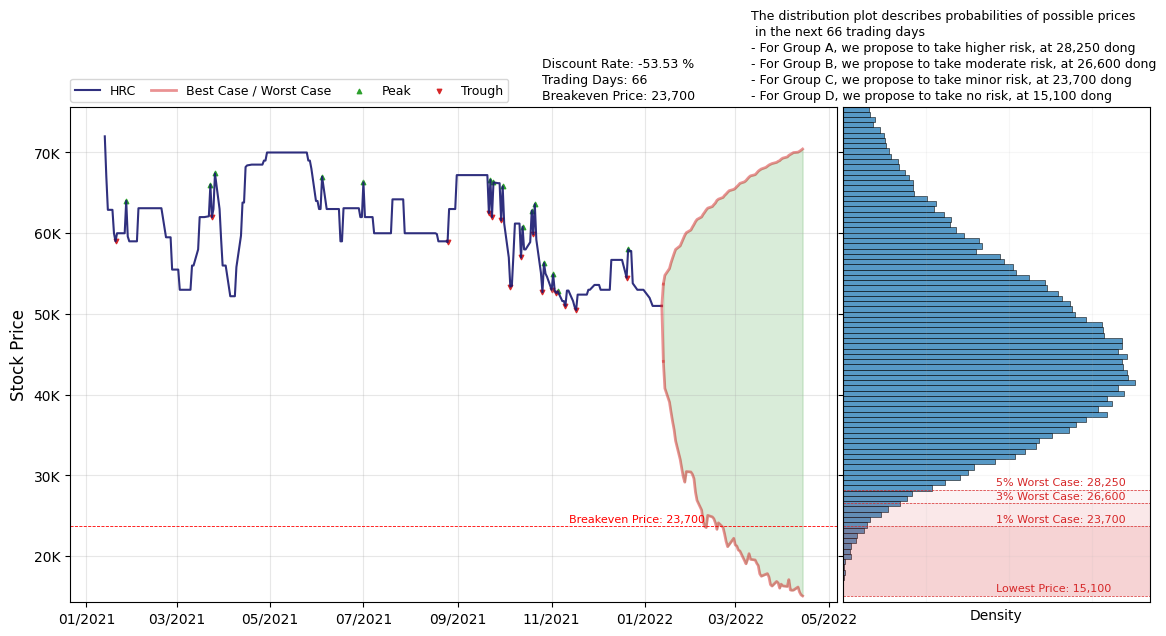 The distribution plot describes probabilities of possible prices
in the next 66 trading days
- For Group A, we propose to take higher risk, at 28,250 dong
- For Group B, we propose to take moderate risk, at 26,600 dong
- For Group C, we propose to take minor risk, at 23,700 dong
- For Group D, we propose to take no risk, at 15,100 dong
Discount Rate: -53.53 %
Trading Days: 66
Breakeven Price: 23,700
HRC
Best Case / Worst Case
Peak
Trough
Stock Price
70K
60K
50K
40K
30K
20K
Breakeven Price: 23,700
01/2021
03/2021
05/2021
07/2021
09/2021
11/2021
01/2022
03/2022
05/2022
5% Worst Case: 28,250
3% Worst Case: 26,600
1% Worst Case: 23,700
Lowest Price: 15,100
Density